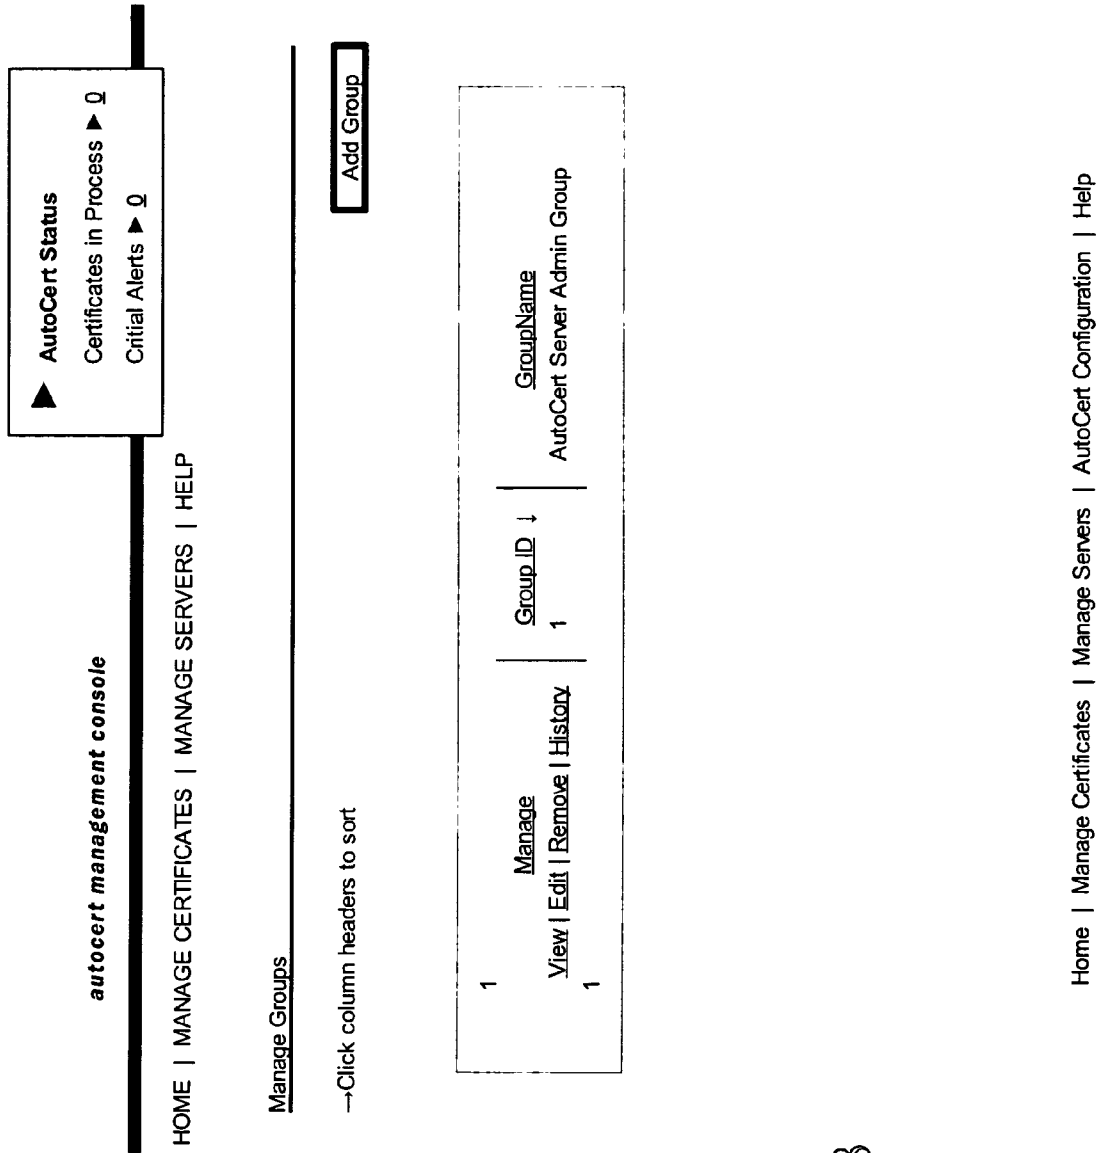 autocert management console
AutoCert Status
Certificates in Process ► 0
Critial Alerts ► 0
HOME | MANAGE CERTIFICATES | MANAGE SERVERS | HELP
Manage Groups
→Click column headers to sort
Add Group
1
Manage | Group ID ↓ | GroupName
View | Edit | Remove | History | 1 | AutoCert Server Admin Group
1
Home | Manage Certificates | Manage Servers | AutoCert Configuration | Help